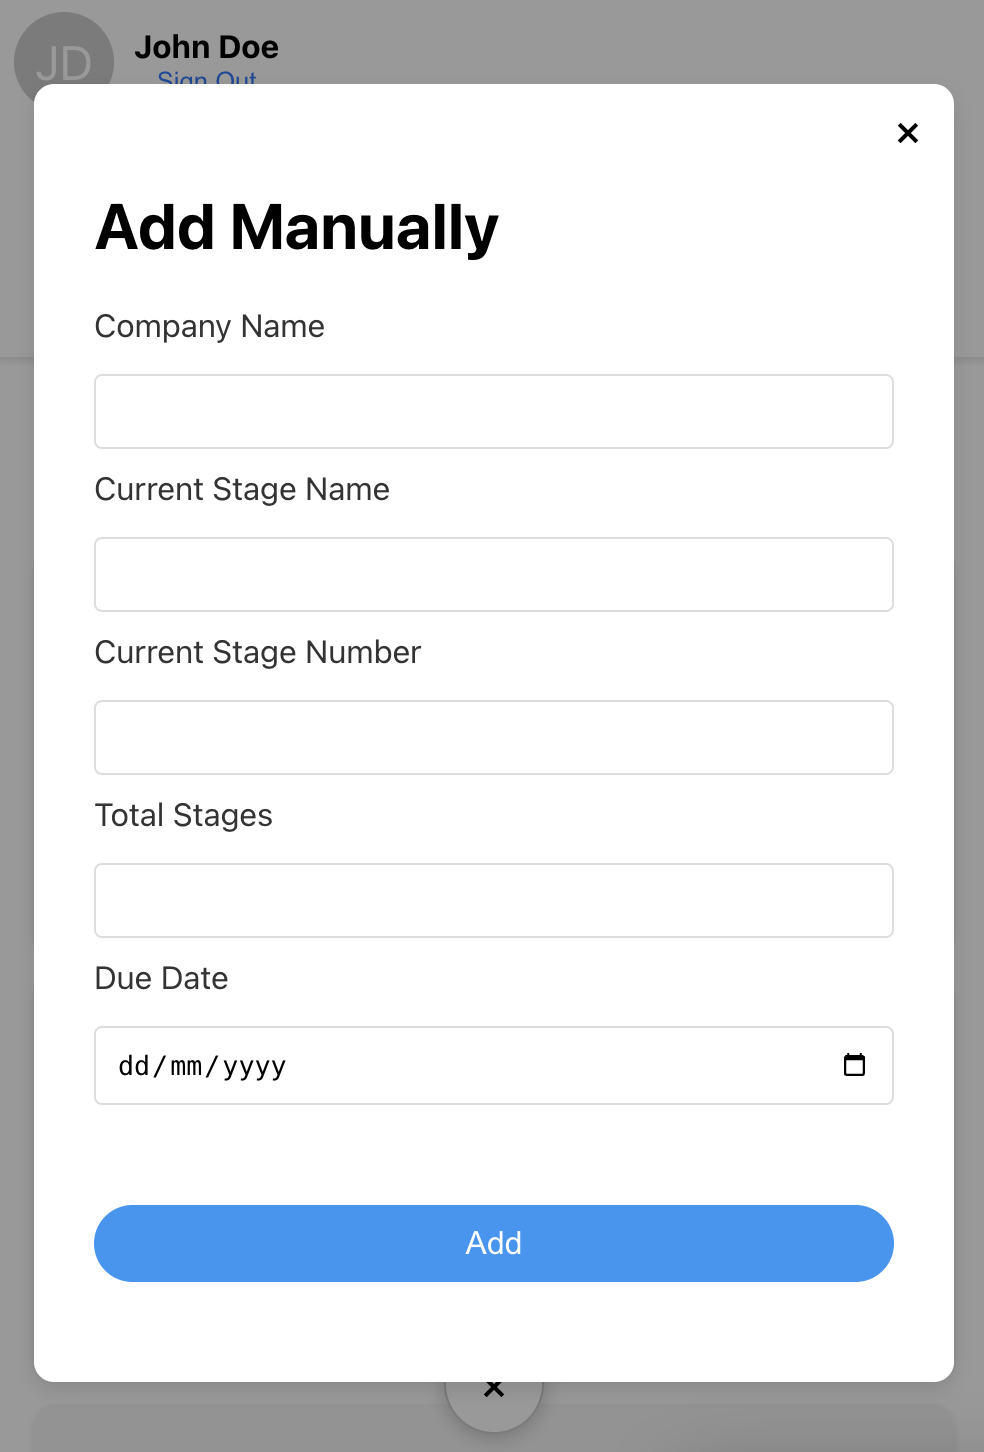 JD
John Doe
Sign Out
×
Add Manually
Company Name
Current Stage Name
Current Stage Number
Total Stages
Due Date
dd/mm/yyyy
Add
×